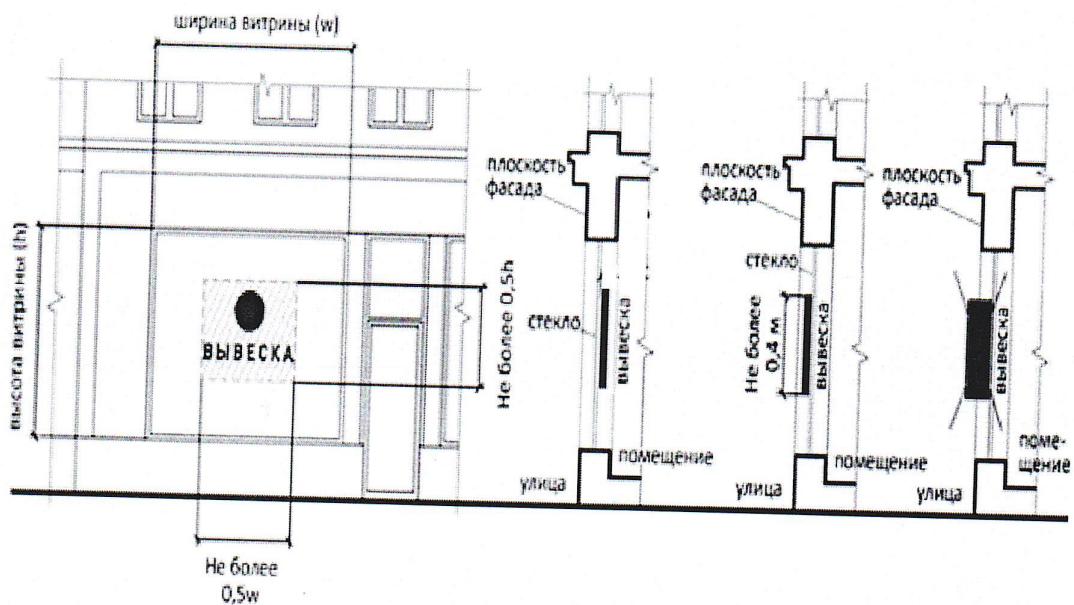 ширина витрины (w)
высота витрины (h)
ВЫВЕСКА
Не более 0,5h
Не более
0,5w
плоскость
фасада
стекло
вывеска
помещение
улица
плоскость
фасада
стекло
Не более
0,4 м
вывеска
помещение
улица
плоскость
фасада
вывеска
поме-
щение
улица